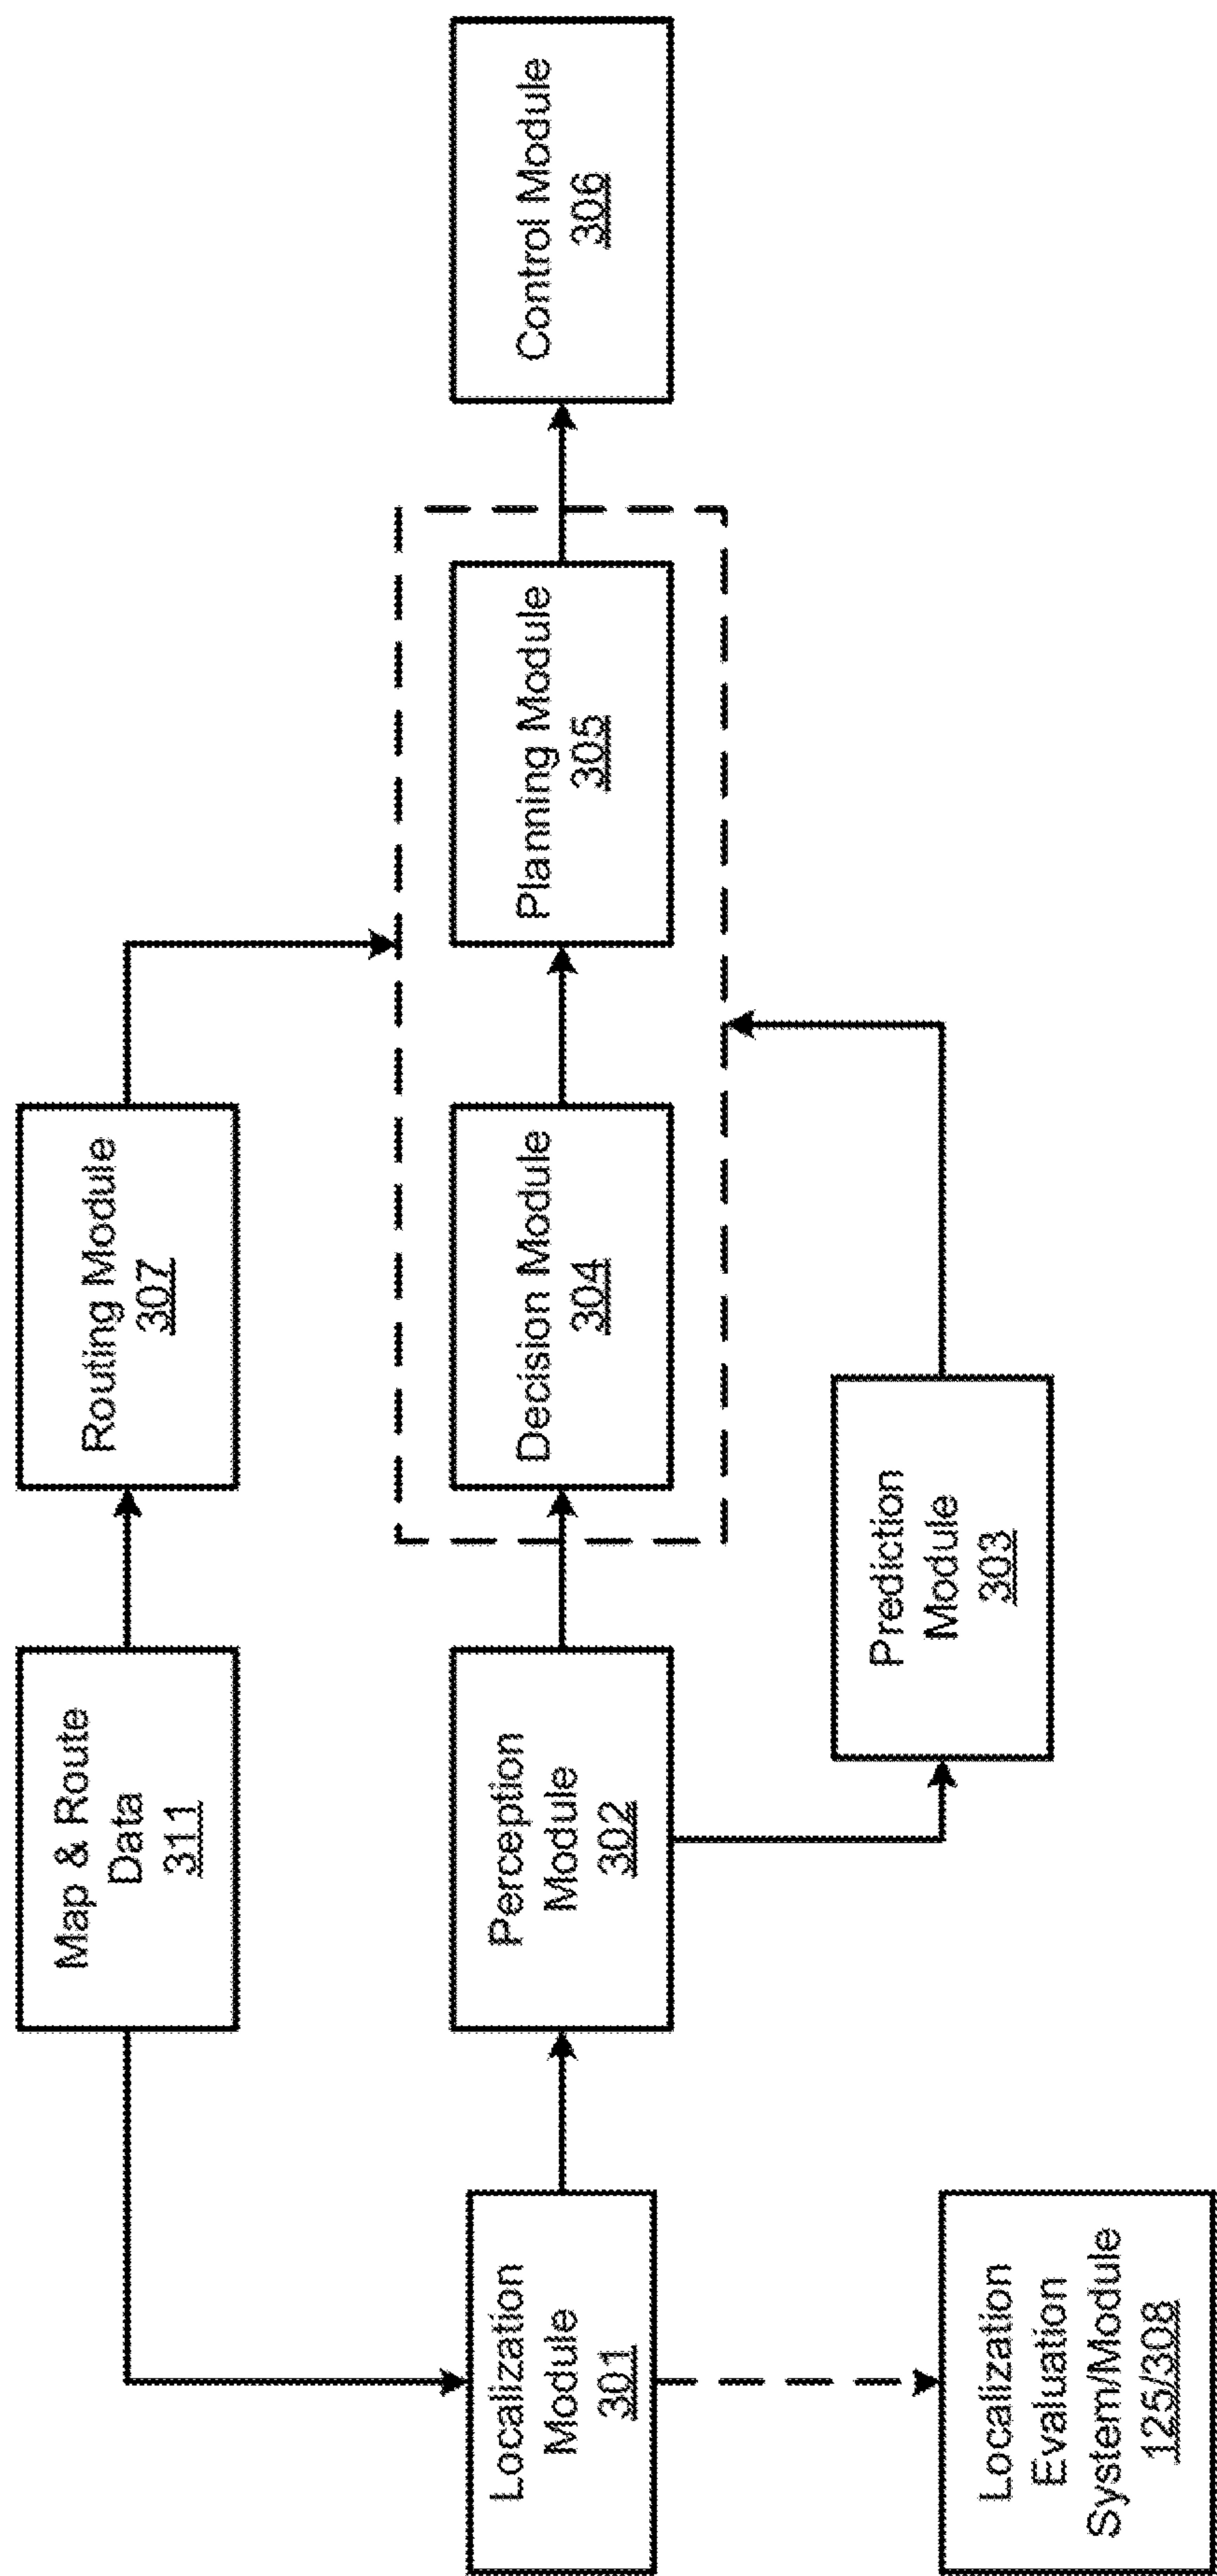 Map & Route
Data
311
Routing Module
307
Localization
Module
301
Perception
Module
302
Decision Module
304
Planning Module
305
Control Module
306
Prediction
Module
303
Localization
Evaluation
System/Module
125/308